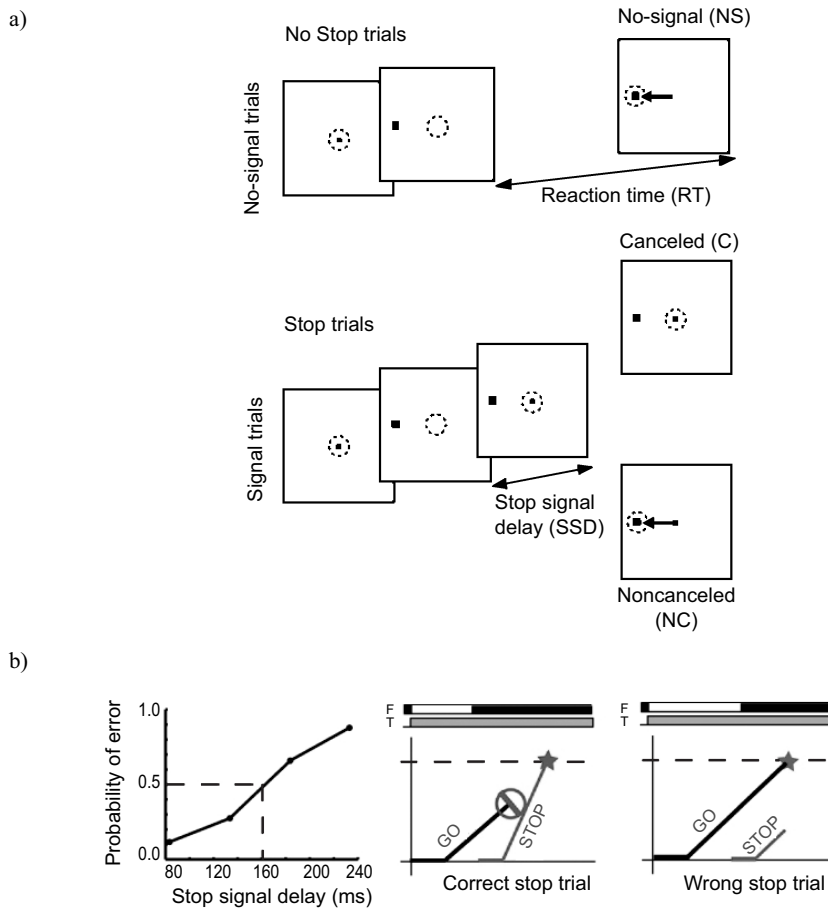 a)
No Stop trials
No-signal (NS)
No-signal trials
Reaction time (RT)
Canceled (C)
Stop trials
Signal trials
Stop signal
delay (SSD)
Noncanceled
(NC)
b)
Probability of error
1.0
0.5
0.0
80 120 160 200 240
Stop signal delay (ms)
F
T
GO
STOP
Correct stop trial
F
T
GO
STOP
Wrong stop trial